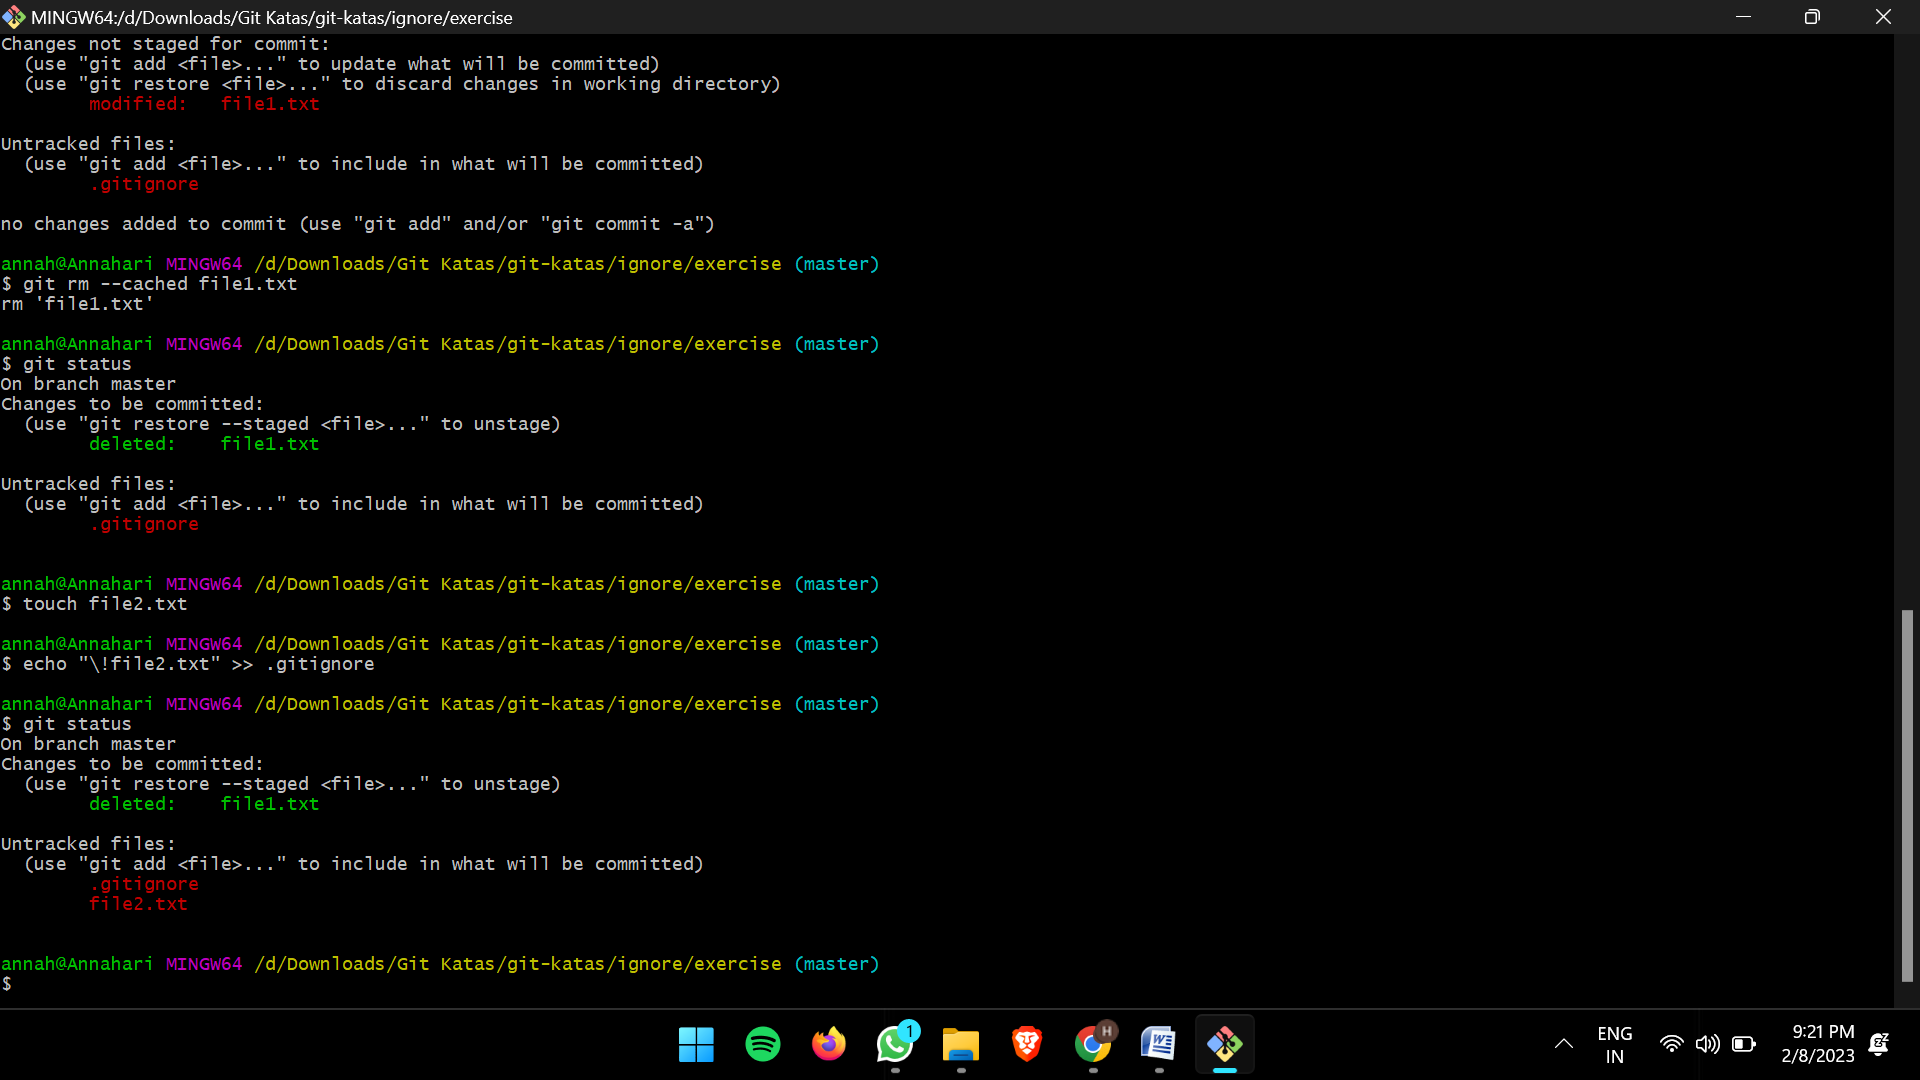 MINGW64:/d/Downloads/Git Katas/git-katas/ignore/exercise
Changes not staged for commit:
  (use "git add <file>..." to update what will be committed)
  (use "git restore <file>..." to discard changes in working directory)
        modified:   file1.txt

Untracked files:
  (use "git add <file>..." to include in what will be committed)
        .gitignore

no changes added to commit (use "git add" and/or "git commit -a")

annah@Annahari MINGW64 /d/Downloads/Git Katas/git-katas/ignore/exercise (master)
$ git rm --cached file1.txt
rm 'file1.txt'

annah@Annahari MINGW64 /d/Downloads/Git Katas/git-katas/ignore/exercise (master)
$ git status
On branch master
Changes to be committed:
  (use "git restore --staged <file>..." to unstage)
        deleted:    file1.txt

Untracked files:
  (use "git add <file>..." to include in what will be committed)
        .gitignore


annah@Annahari MINGW64 /d/Downloads/Git Katas/git-katas/ignore/exercise (master)
$ touch file2.txt

annah@Annahari MINGW64 /d/Downloads/Git Katas/git-katas/ignore/exercise (master)
$ echo "\!file2.txt" >> .gitignore

annah@Annahari MINGW64 /d/Downloads/Git Katas/git-katas/ignore/exercise (master)
$ git status
On branch master
Changes to be committed:
  (use "git restore --staged <file>..." to unstage)
        deleted:    file1.txt

Untracked files:
  (use "git add <file>..." to include in what will be committed)
        .gitignore
        file2.txt


annah@Annahari MINGW64 /d/Downloads/Git Katas/git-katas/ignore/exercise (master)
$
1
H
W
ENG
IN
9:21 PM
2/8/2023